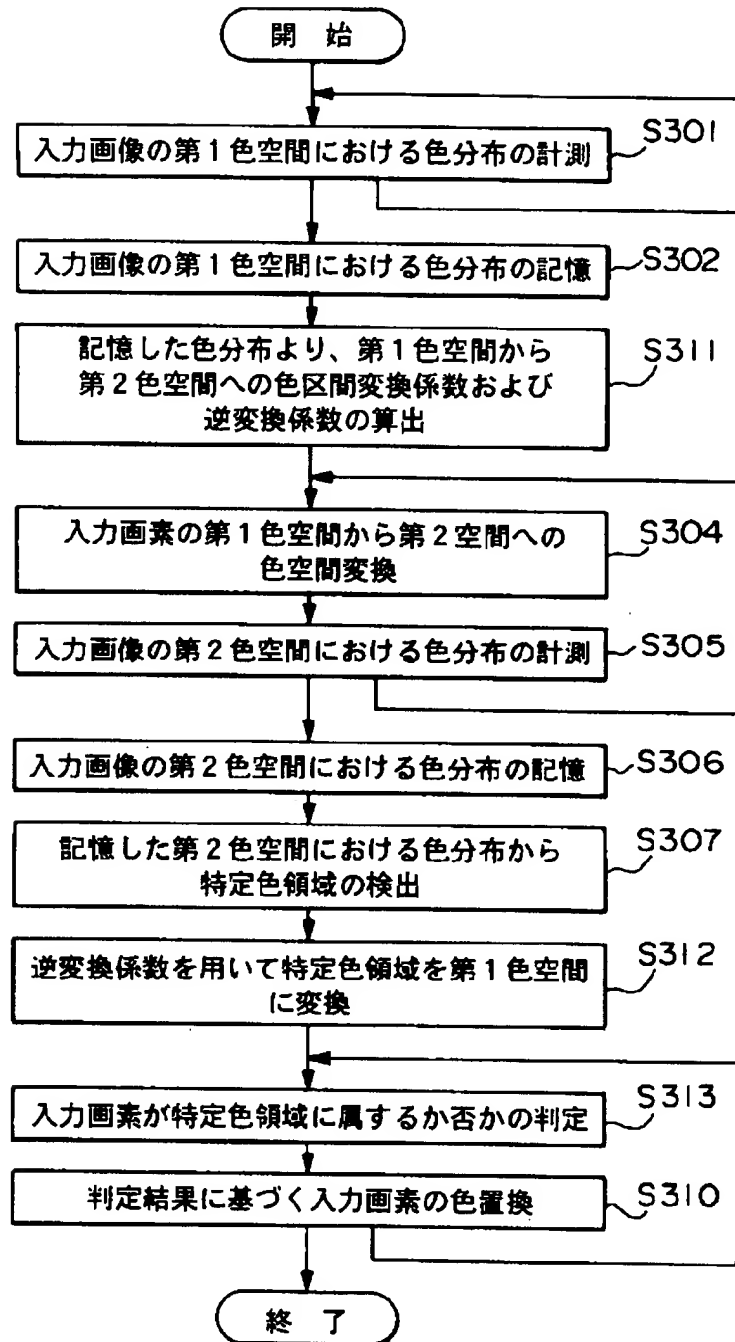 開 始
入力画像の第1色空間における色分布の計測
S301
入力画像の第1色空間における色分布の記憶
S302
記憶した色分布より、第1色空間から
第2色空間への色区間変換係数および
逆変換係数の算出
S311
入力画素の第1色空間から第2空間への
色空間変換
S304
入力画像の第2色空間における色分布の計測
S305
入力画像の第2色空間における色分布の記憶
S306
記憶した第2色空間における色分布から
特定色領域の検出
S307
逆変換係数を用いて特定色領域を第1色空間
に変換
S312
入力画素が特定色領域に属するか否かの判定
S313
判定結果に基づく入力画素の色置換
S310
終 了